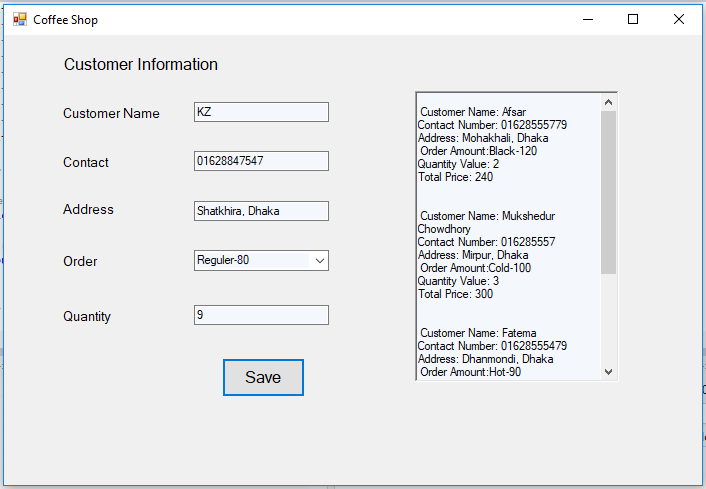 Coffee Shop
Customer Information
Customer Name
KZ
Contact
01628847547
Address
Shatkhira, Dhaka
Order
Reguler-80
Quantity
9
Save
Customer Name: Afsar
Contact Number: 01628555779
Address: Mohakhali, Dhaka
Order Amount:Black-120
Quantity Value: 2
Total Price: 240
Customer Name: Mukshedur
Chowdhory
Contact Number: 016285557
Address: Mirpur, Dhaka
Order Amount:Cold-100
Quantity Value: 3
Total Price: 300
Customer Name: Fatema
Contact Number: 01628555479
Address: Dhanmondi, Dhaka
Order Amount:Hot-90